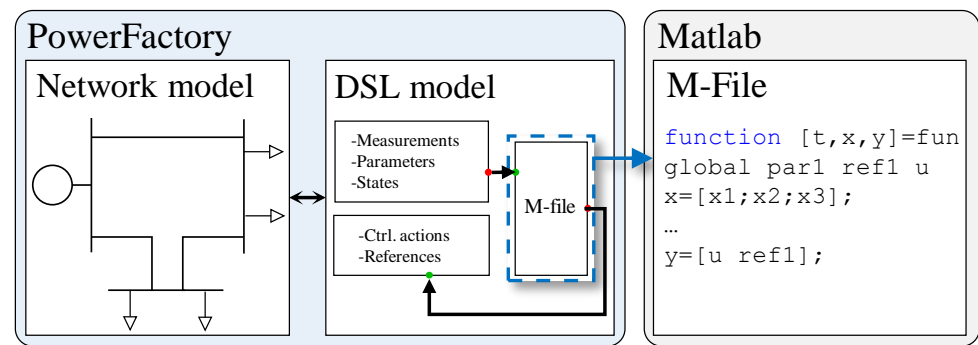 PowerFactory
Network model
DSL model
-Measurements
-Parameters
-States
-Ctrl. actions
-References
M-file
Matlab
M-File
function [t,x,y]=fun
global par1 ref1 u
x=[x1;x2;x3];
…
y=[u ref1];